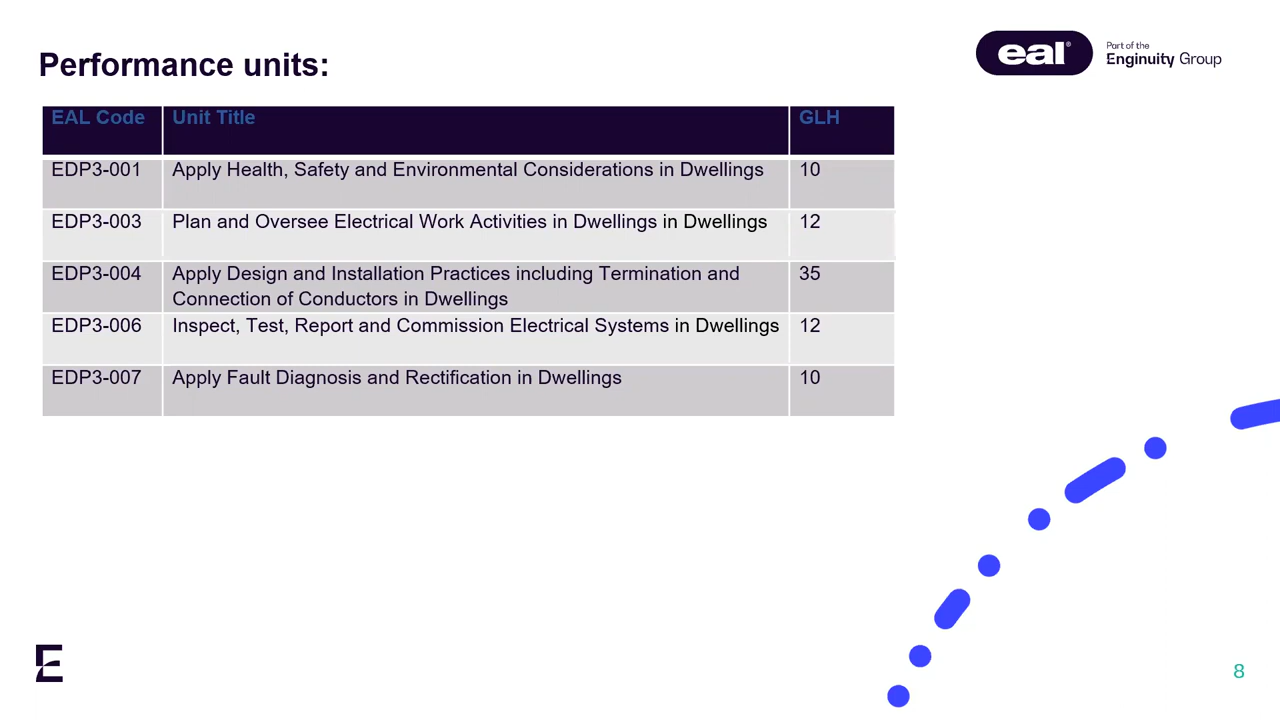 Performance units:
eal®
Part of the
Enginuity Group
EAL Code Unit Title GLH
EDP3-001 Apply Health, Safety and Environmental Considerations in Dwellings 10
EDP3-003 Plan and Oversee Electrical Work Activities in Dwellings in Dwellings 12
EDP3-004 Apply Design and Installation Practices including Termination and 35
Connection of Conductors in Dwellings
EDP3-006 Inspect, Test, Report and Commission Electrical Systems in Dwellings 12
EDP3-007 Apply Fault Diagnosis and Rectification in Dwellings 10
E
8